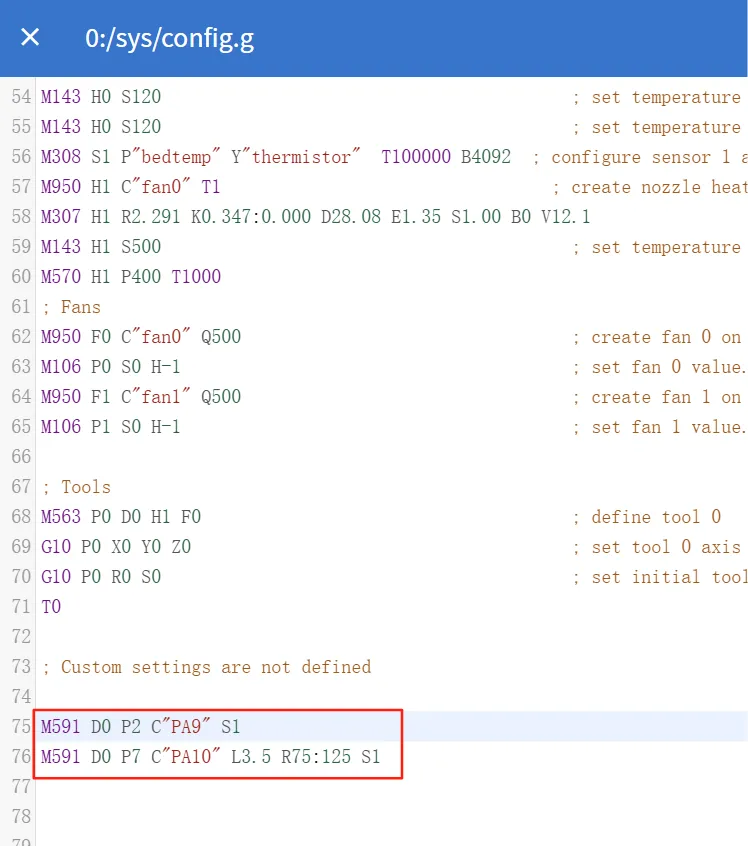 ✕ 0:/sys/config.g
54 M143 H0 S120 ; set temperature
55 M143 H0 S120 ; set temperature
56 M308 S1 P"bedtemp" Y"thermistor" T100000 B4092 ; configure sensor 1 a
57 M950 H1 C"fan0" T1 ; create nozzle heat
58 M307 H1 R2.291 K0.347:0.000 D28.08 E1.35 S1.00 B0 V12.1
59 M143 H1 S500 ; set temperature
60 M570 H1 P400 T1000
61 ; Fans
62 M950 F0 C"fan0" Q500 ; create fan 0 on
63 M106 P0 S0 H-1 ; set fan 0 value.
64 M950 F1 C"fan1" Q500 ; create fan 1 on
65 M106 P1 S0 H-1 ; set fan 1 value.
66
67 ; Tools
68 M563 P0 D0 H1 F0 ; define tool 0
69 G10 P0 X0 Y0 Z0 ; set tool 0 axis
70 G10 P0 R0 S0 ; set initial tool
71 T0
72
73 ; Custom settings are not defined
74
75 M591 D0 P2 C"PA9" S1
76 M591 D0 P7 C"PA10" L3.5 R75:125 S1
77
78
79